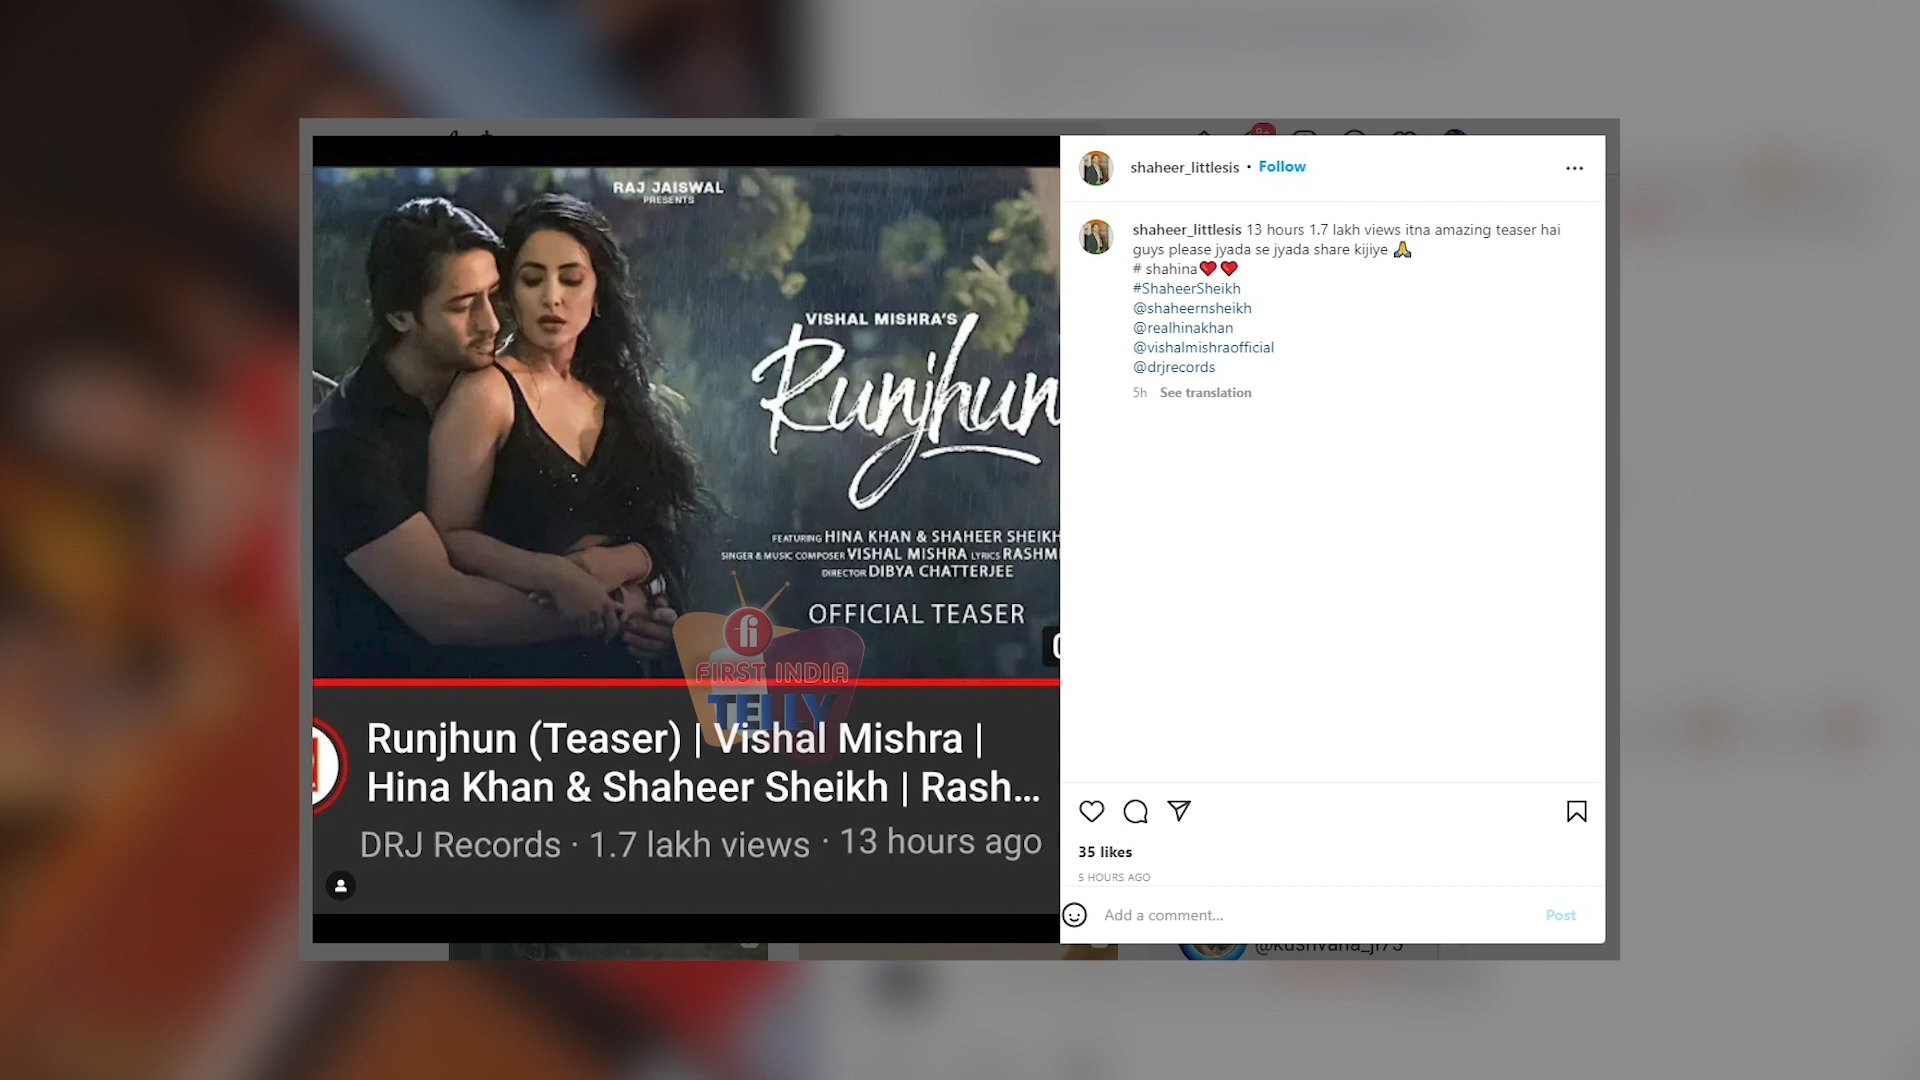 RAJ JAISWAL
PRESENTS
VISHAL MISHRA'S
Runjhun
FEATURING HINA KHAN & SHAHEER SHEIKH
SINGER & MUSIC COMPOSER VISHAL MISHRA LYRICS RASHMI
DIRECTOR DIBYA CHATTERJEE
OFFICIAL TEASER
fi
FIRST INDIA
TELLY
Runjhun (Teaser) | Vishal Mishra |
Hina Khan & Shaheer Sheikh | Rash...
DRJ Records · 1.7 lakh views · 13 hours ago
shaheer_littlesis • Follow
shaheer_littlesis 13 hours 1.7 lakh views itna amazing teaser hai
guys please jyada se jyada share kijiye 🙏
# shahina❤️❤️
#ShaheerSheikh
@shaheernsheikh
@realhinakhan
@vishalmishraofficial
@drjrecords
5h See translation
35 likes
5 HOURS AGO
Add a comment... Post